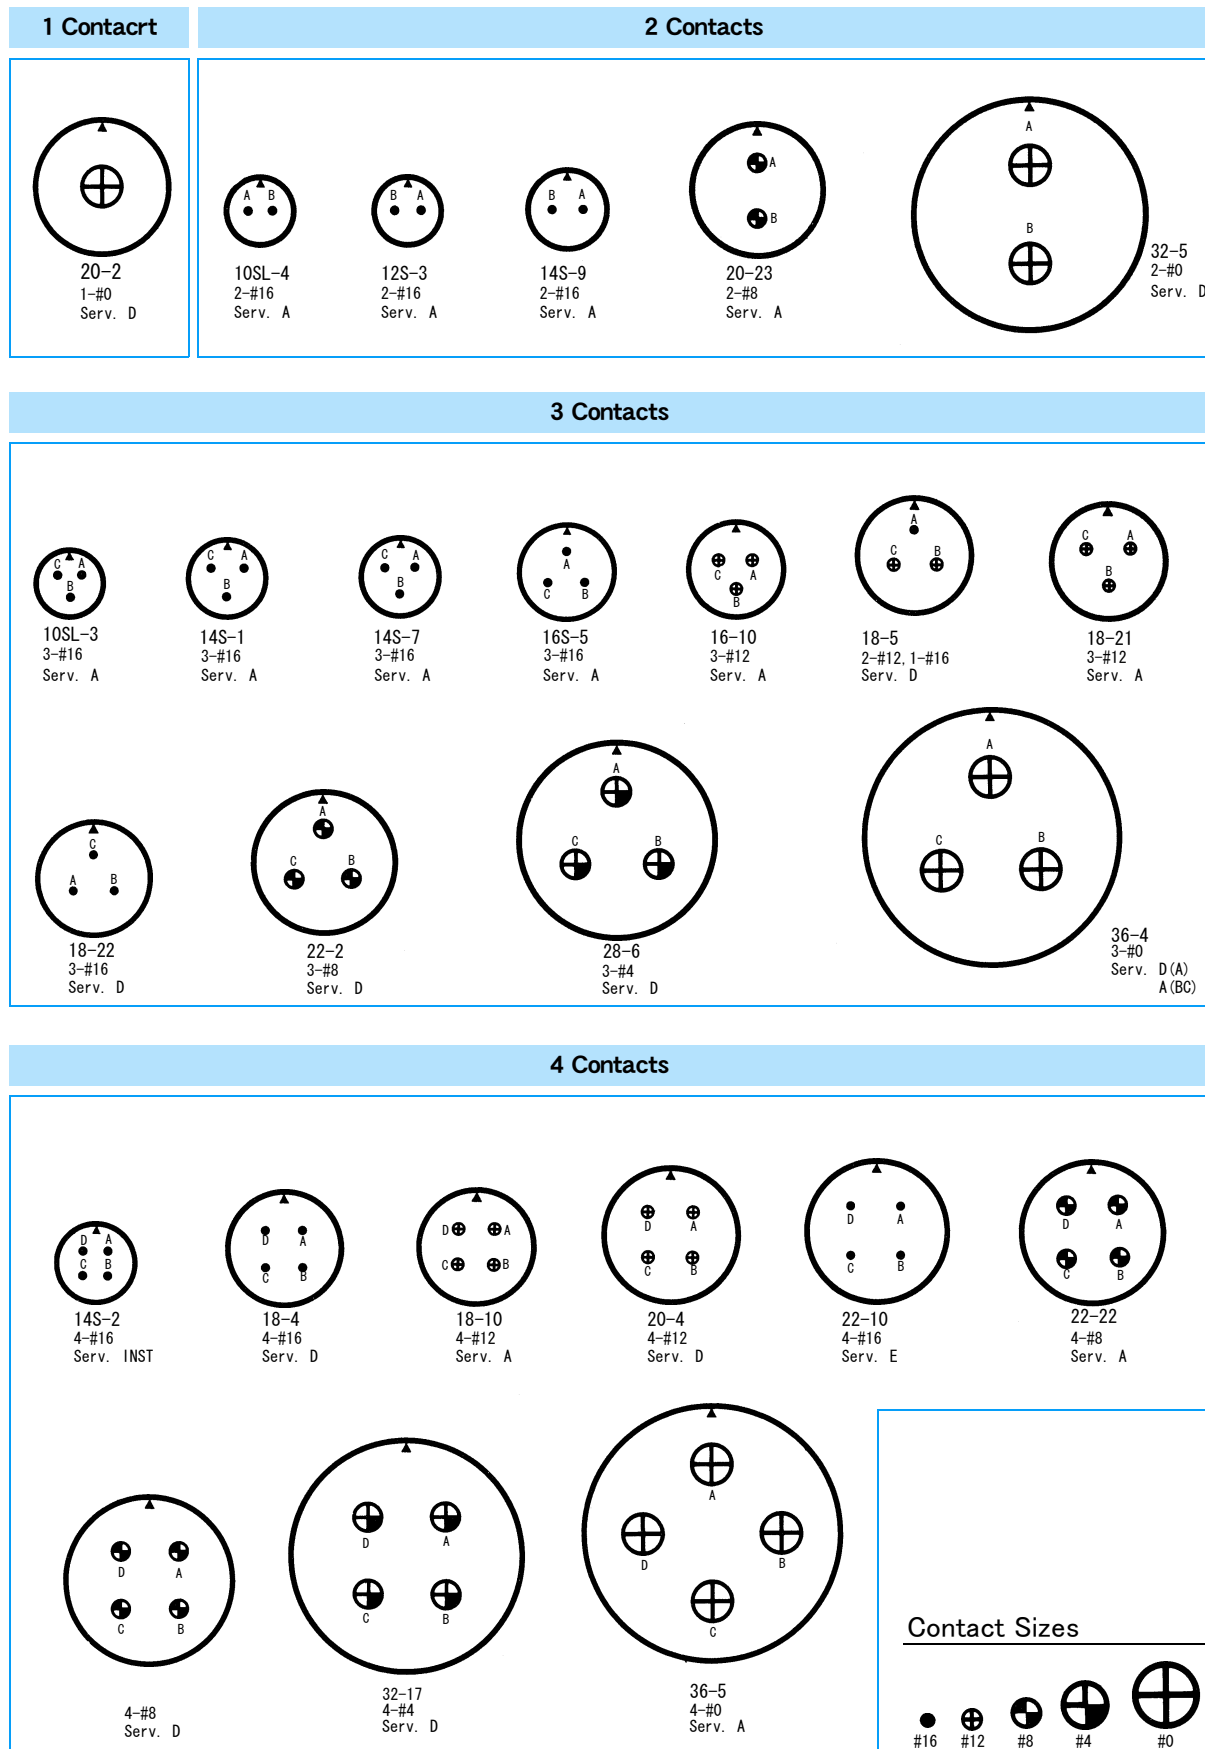 1 Contacrt
2 Contacts
A B
B A
B A
A
B
A
B
20-2
1-#0
Serv. D
10SL-4
2-#16
Serv. A
12S-3
2-#16
Serv. A
14S-9
2-#16
Serv. A
20-23
2-#8
Serv. A
32-5
2-#0
Serv. D
3 Contacts
C A
B
C A
B
C A
B
A
C B
C A
B
A
C B
C A
B
10SL-3
3-#16
Serv. A
14S-1
3-#16
Serv. A
14S-7
3-#16
Serv. A
16S-5
3-#16
Serv. A
16-10
3-#12
Serv. A
18-5
2-#12, 1-#16
Serv. D
18-21
3-#12
Serv. A
C
A B
A
C B
A
C B
A
C B
18-22
3-#16
Serv. D
22-2
3-#8
Serv. D
28-6
3-#4
Serv. D
36-4
3-#0
Serv. D(A)
A(BC)
4 Contacts
D A
C B
D A
C B
D A
C B
D A
C B
D A
C B
D A
C B
14S-2
4-#16
Serv. INST
18-4
4-#16
Serv. D
18-10
4-#12
Serv. A
20-4
4-#12
Serv. D
22-10
4-#16
Serv. E
22-22
4-#8
Serv. A
D A
C B
D A
C B
A
D B
C
4-#8
Serv. D
32-17
4-#4
Serv. D
36-5
4-#0
Serv. A
Contact Sizes
#16 #12 #8 #4 #0